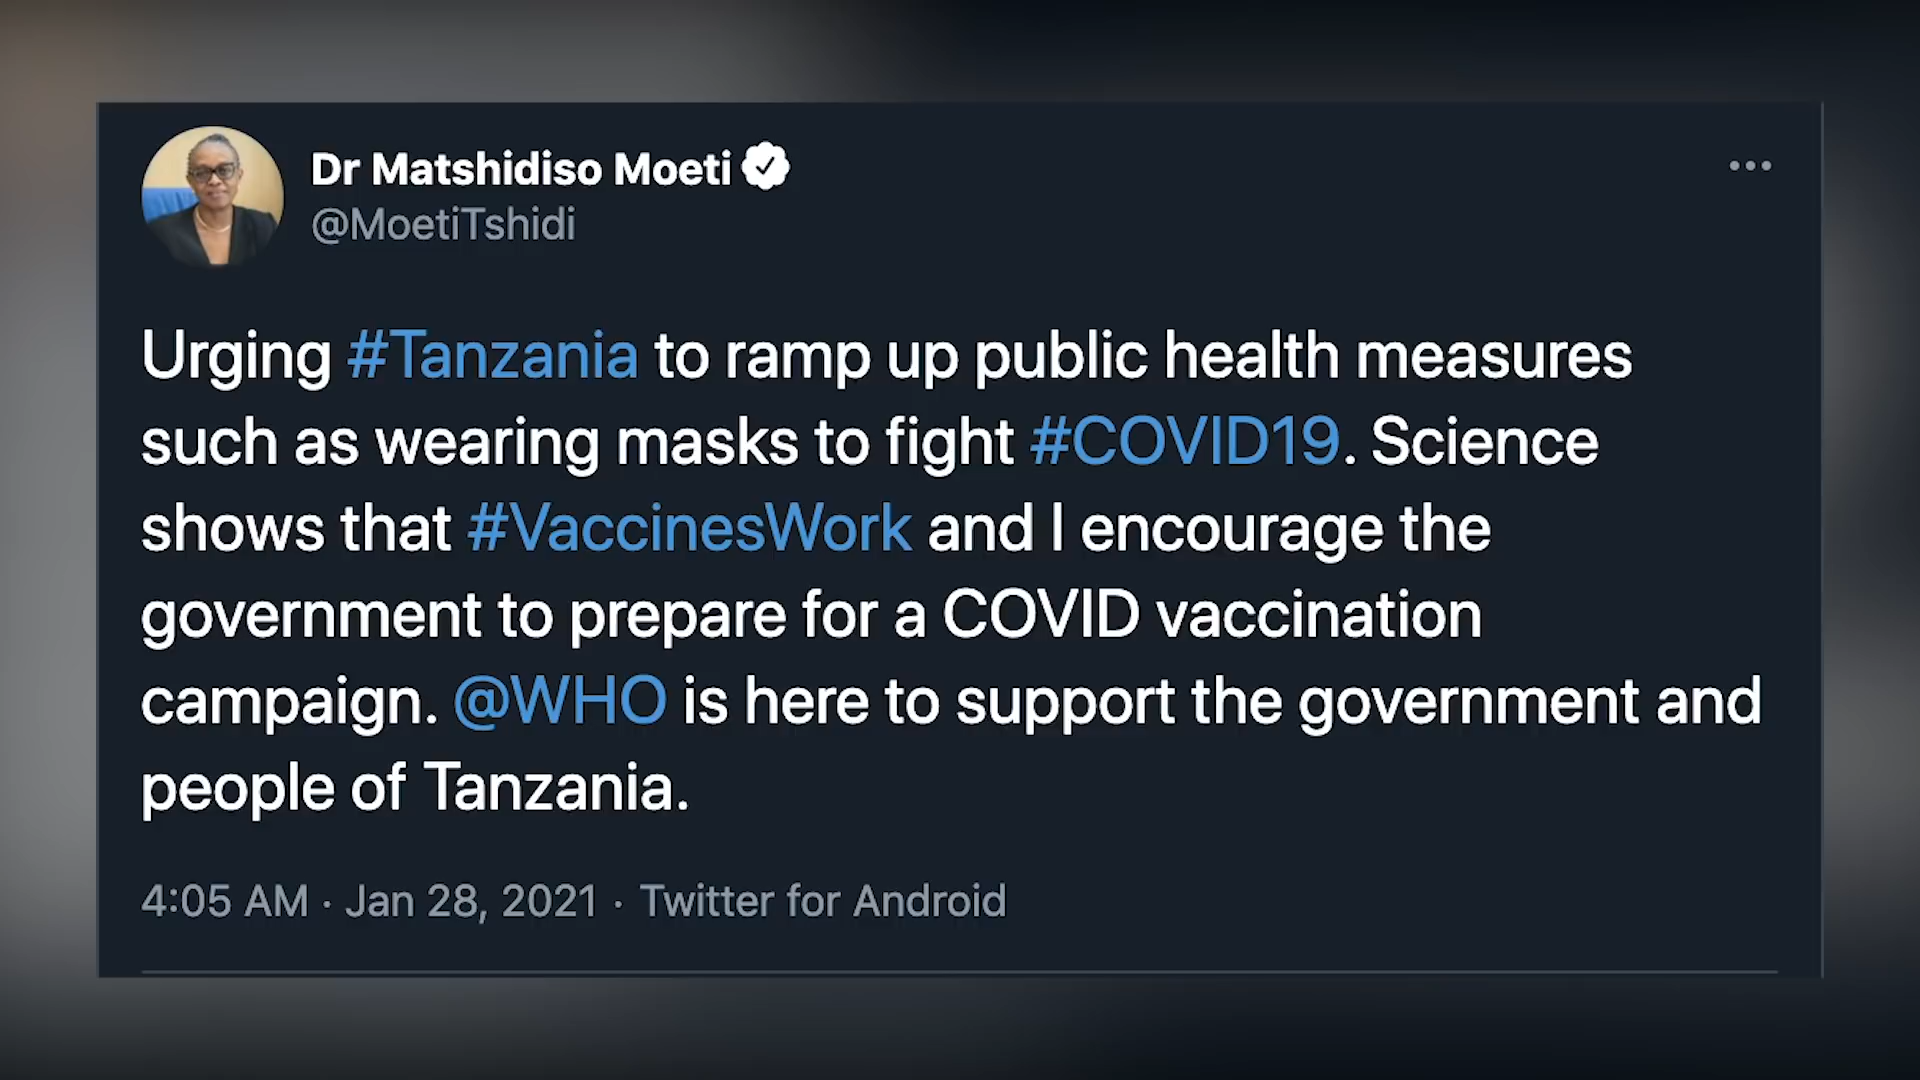 Dr Matshidiso Moeti
@MoetiTshidi
Urging #Tanzania to ramp up public health measures
such as wearing masks to fight #COVID19. Science
shows that #VaccinesWork and I encourage the
government to prepare for a COVID vaccination
campaign. @WHO is here to support the government and
people of Tanzania.
4:05 AM · Jan 28, 2021 · Twitter for Android